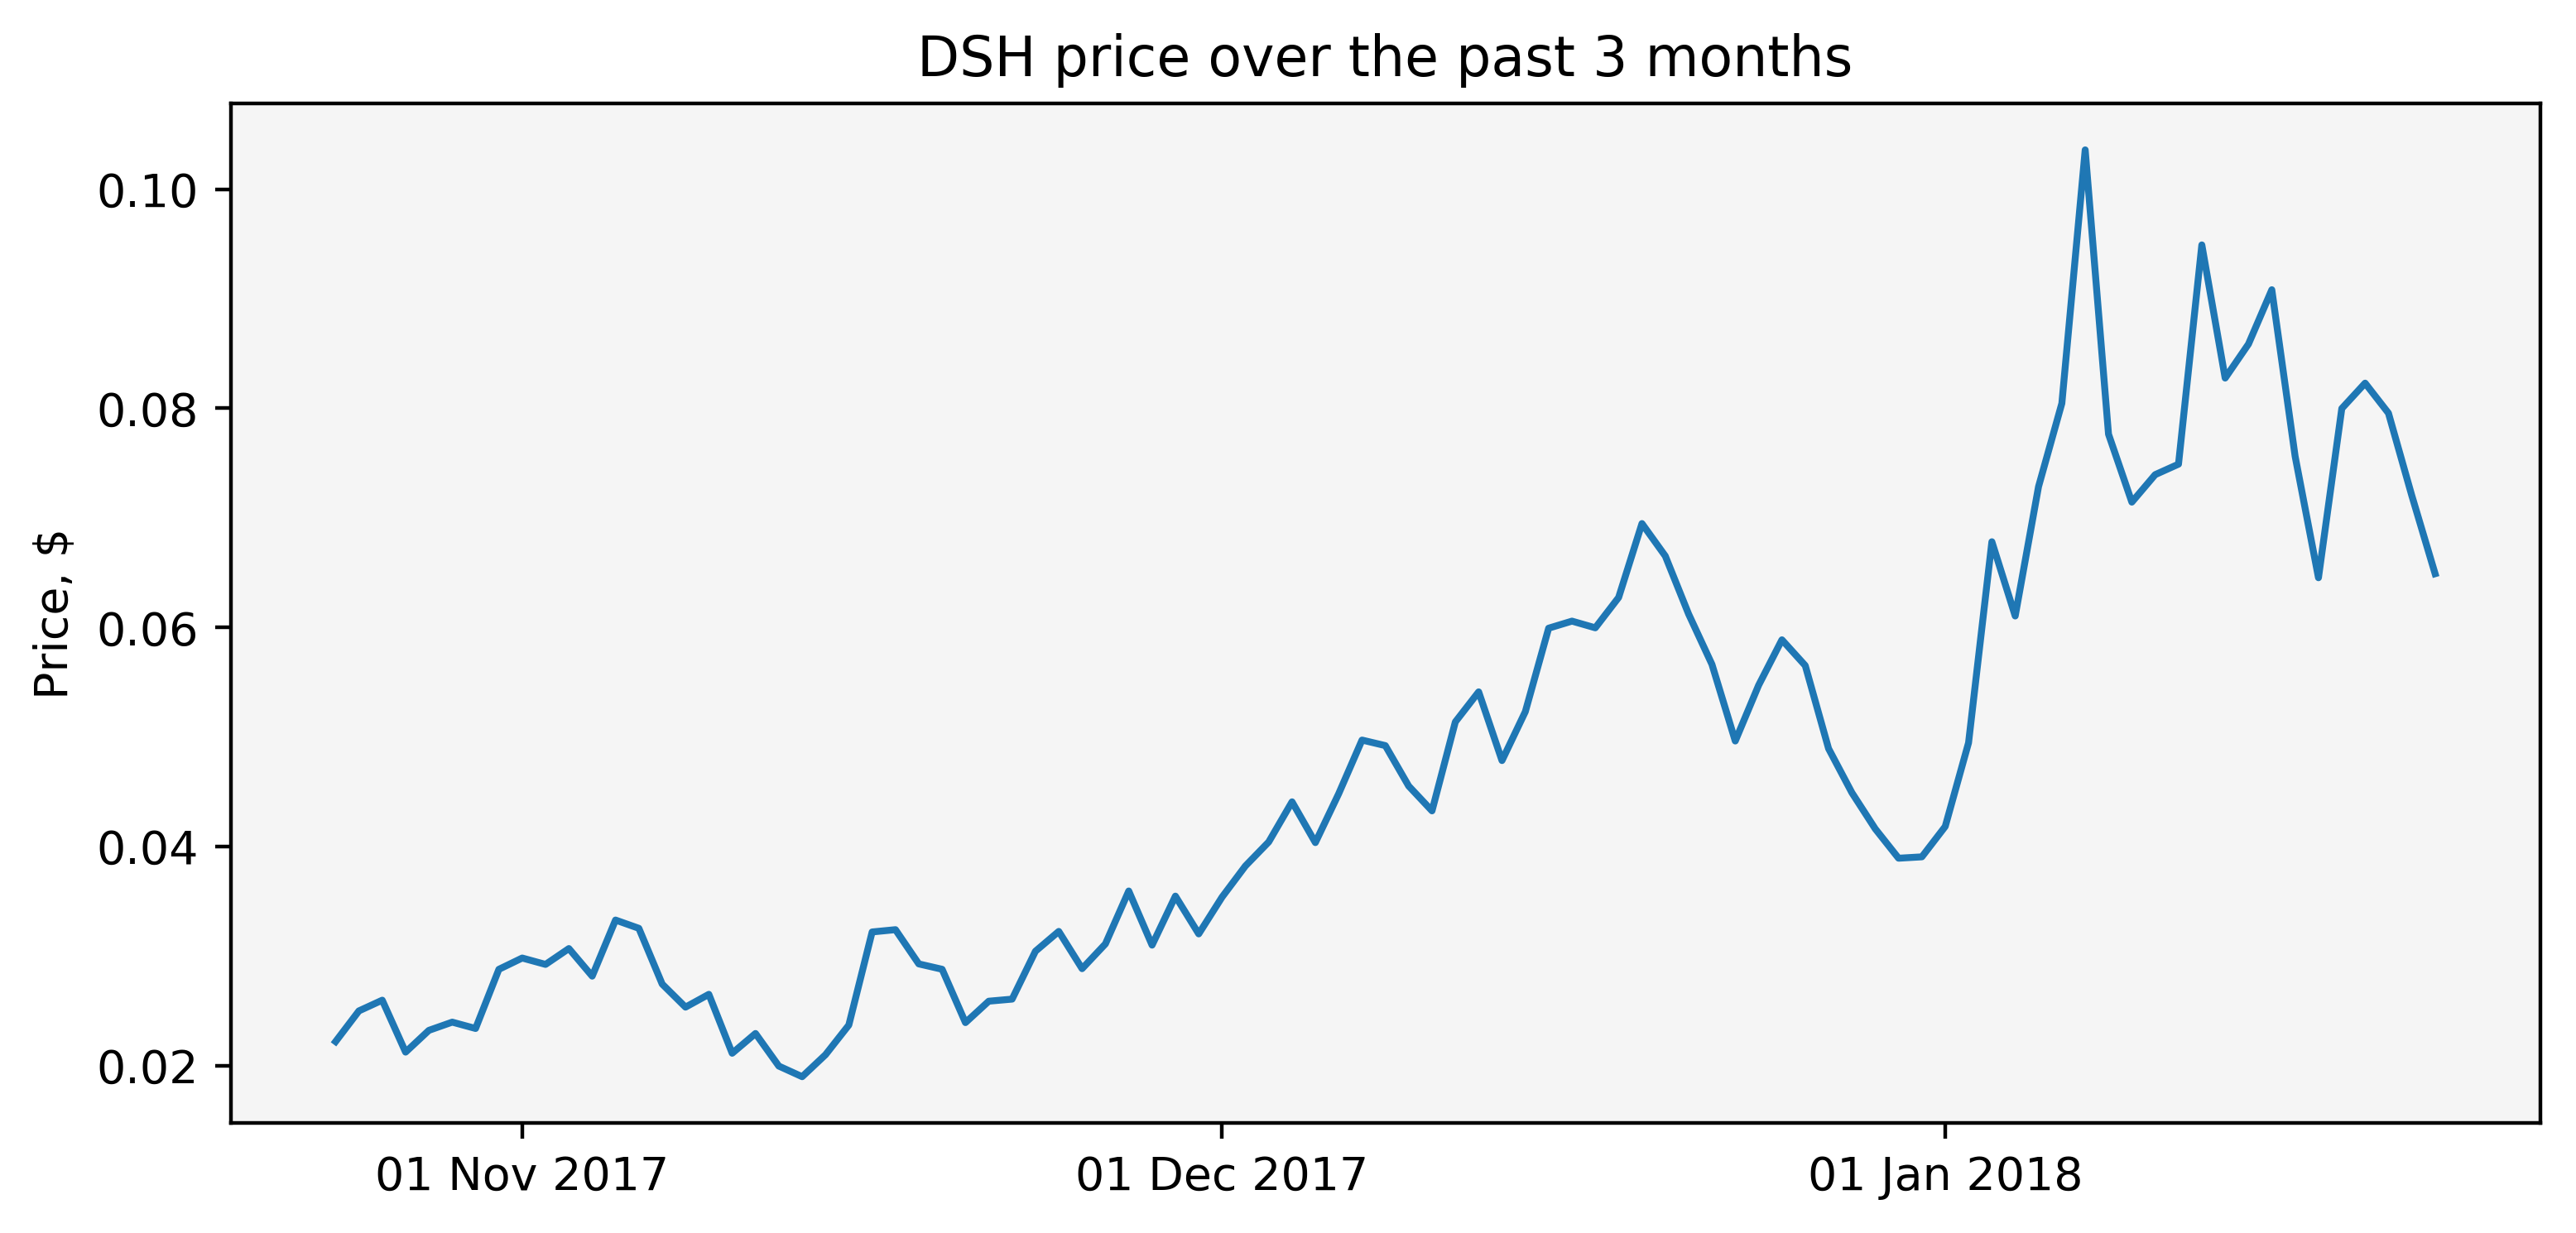 DSH price over the past 3 months
Price, $
0.10
0.08
0.06
0.04
0.02
01 Nov 2017
01 Dec 2017
01 Jan 2018